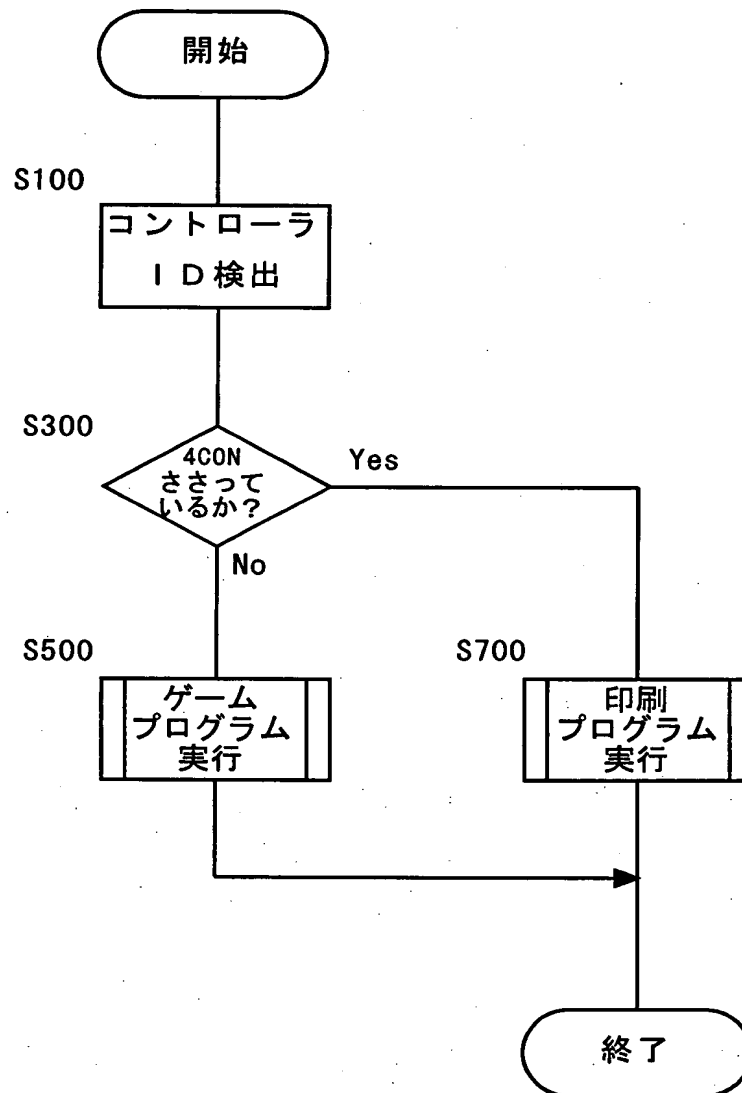 開始
S100
コントローラ
ID検出
S300
4CON
ささって
いるか?
Yes
No
S500
ゲーム
プログラム
実行
S700
印刷
プログラム
実行
終了